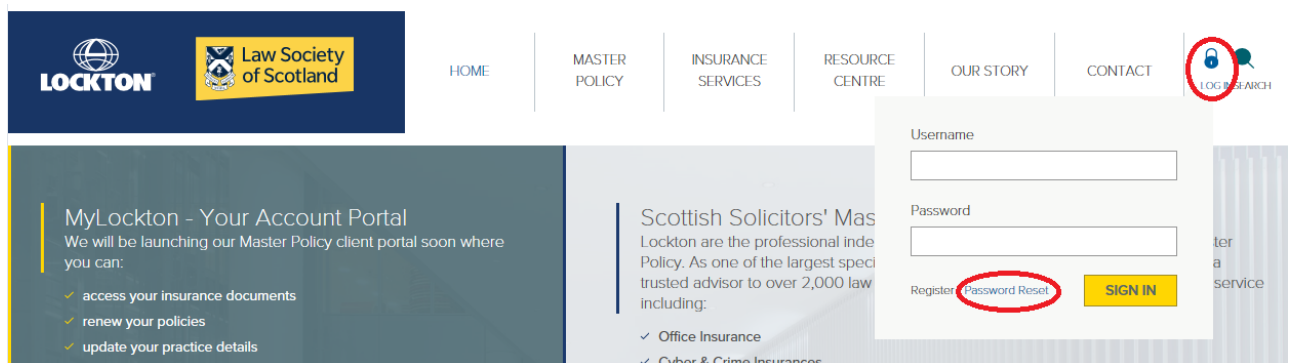 LOCKTON
Law Society
of Scotland
HOME
MASTER
POLICY
INSURANCE
SERVICES
RESOURCE
CENTRE
OUR STORY
CONTACT
LOG IN
SEARCH
Username
Password
Register
Password Reset
SIGN IN
MyLockton - Your Account Portal
We will be launching our Master Policy client portal soon where
you can:
access your insurance documents
renew your policies
update your practice details
Scottish Solicitors' Mas
Lockton are the professional inde
Policy. As one of the largest speci
a
trusted advisor to over 2,000 law
service
including:
Office Insurance
Cyber & Crime Insurances